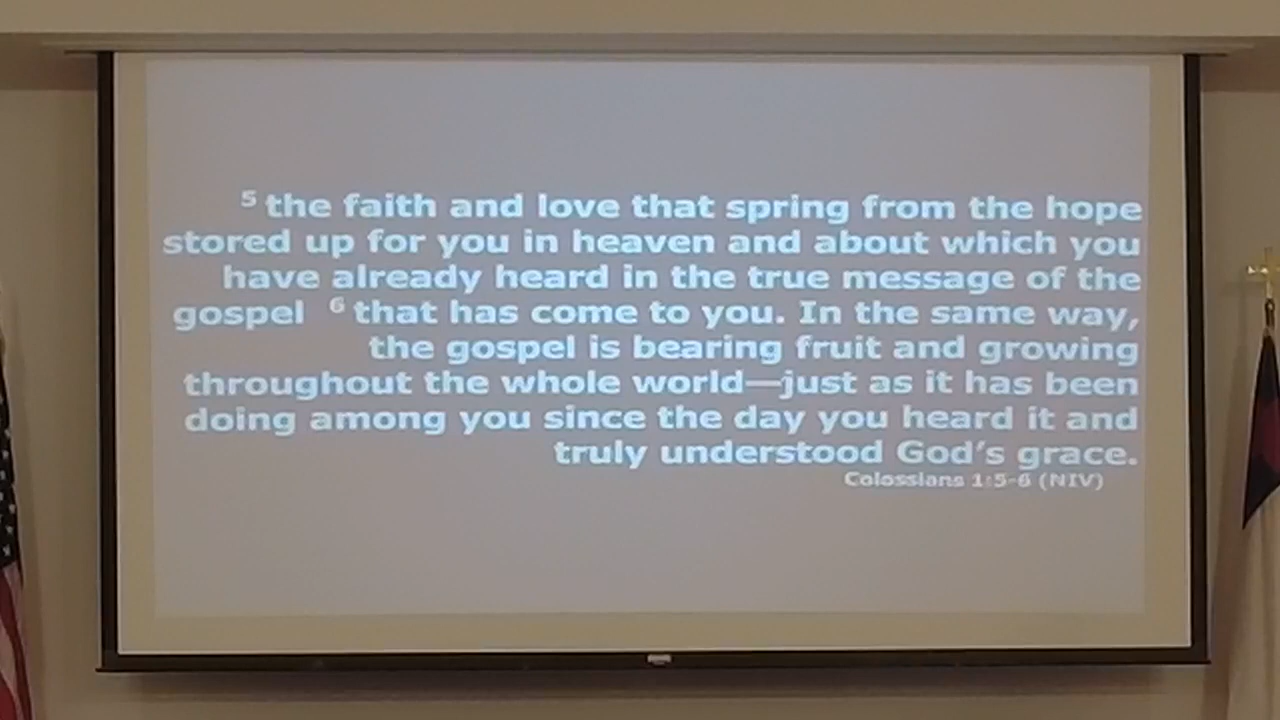 5 the faith and love that spring from the hope
stored up for you in heaven and about which you
have already heard in the true message of the
gospel 6 that has come to you. In the same way,
the gospel is bearing fruit and growing
throughout the whole world—just as it has been
doing among you since the day you heard it and
truly understood God's grace.
Colossians 1:5-6 (NIV)